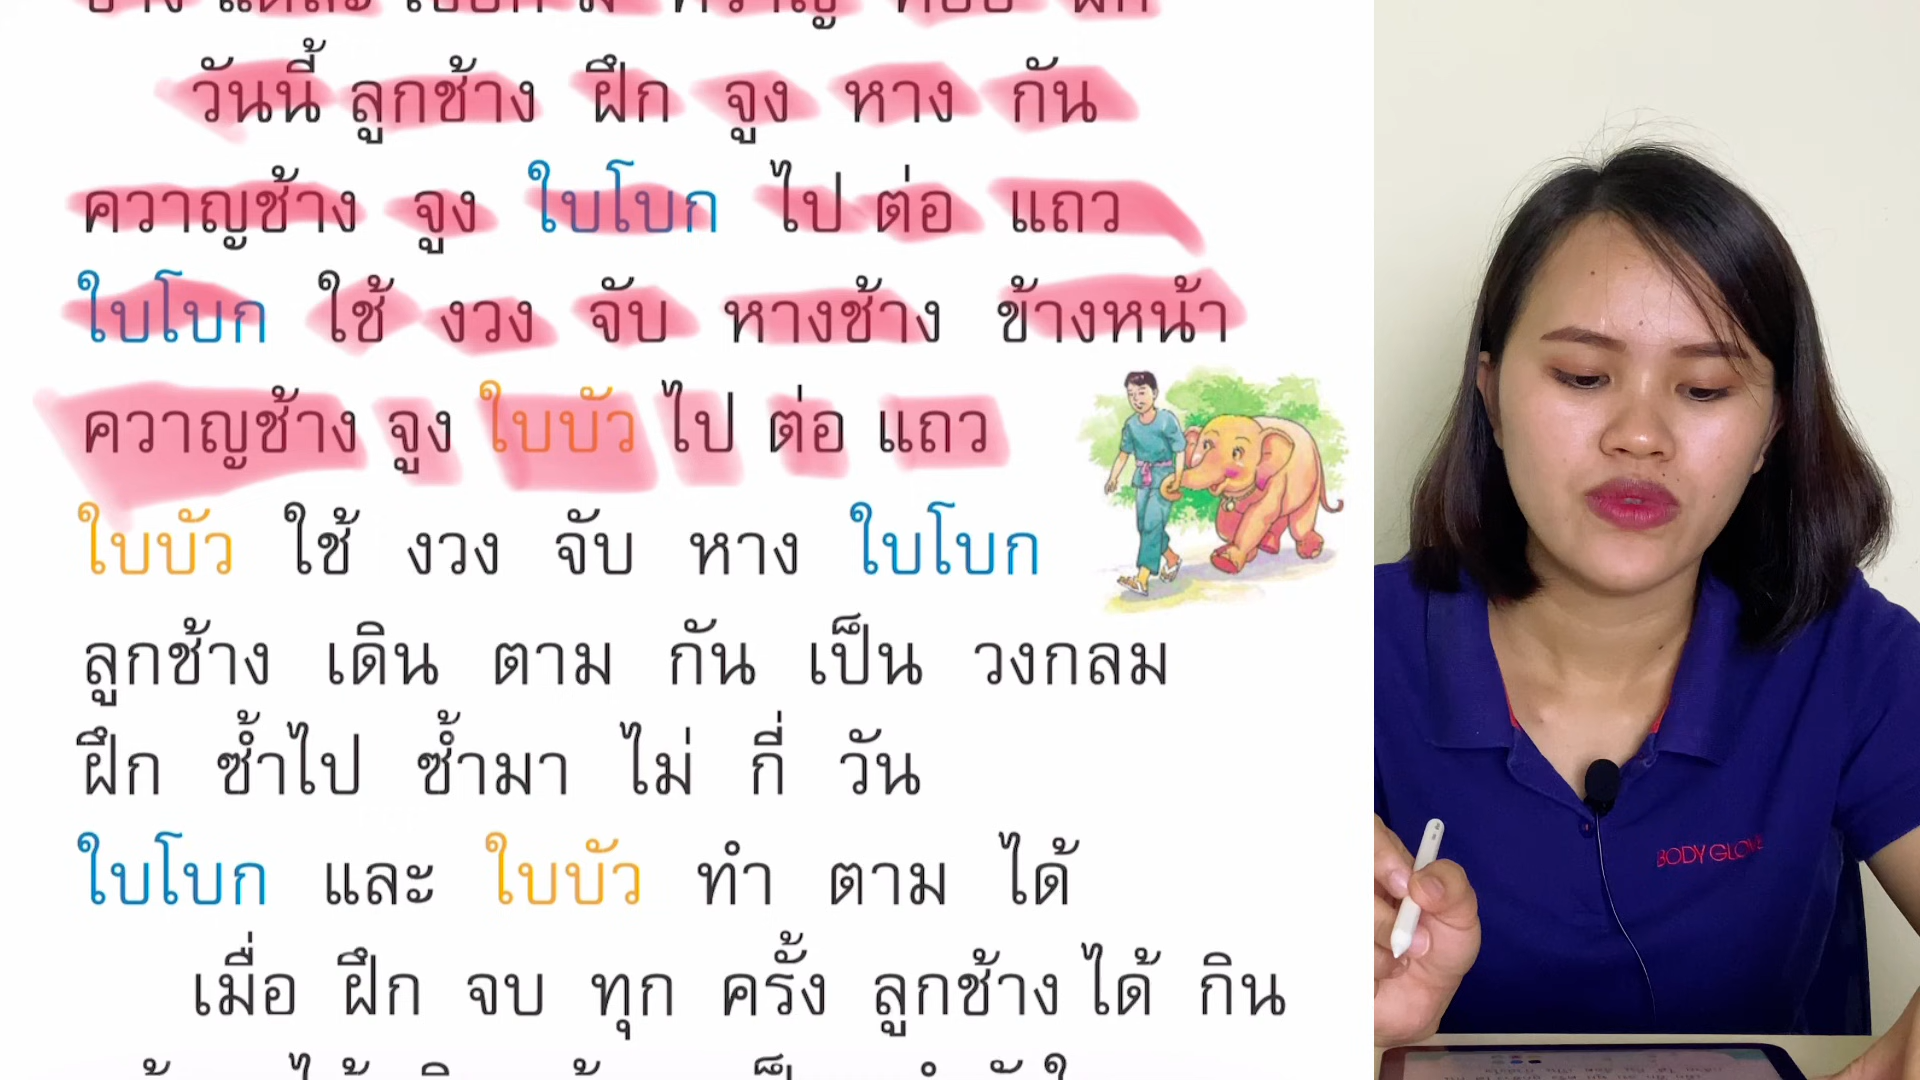 วันนี้ ลูกช้าง ฝึก จูง หาง กัน
ควาญช้าง จูง ใบโบก ไป ต่อ แถว
ใบโบก ใช้ งวง จับ หางช้าง ข้างหน้า
ควาญช้าง จูง ใบบัว ไป ต่อ แถว
ใบบัว ใช้ งวง จับ หาง ใบโบก
ลูกช้าง เดิน ตาม กัน เป็น วงกลม
ฝึก ซ้ำไป ซ้ำมา ไม่ กี่ วัน
ใบโบก และ ใบบัว ทำ ตาม ได้
เมื่อ ฝึก จบ ทุก ครั้ง ลูกช้าง ได้ กิน
BODY GLOVE